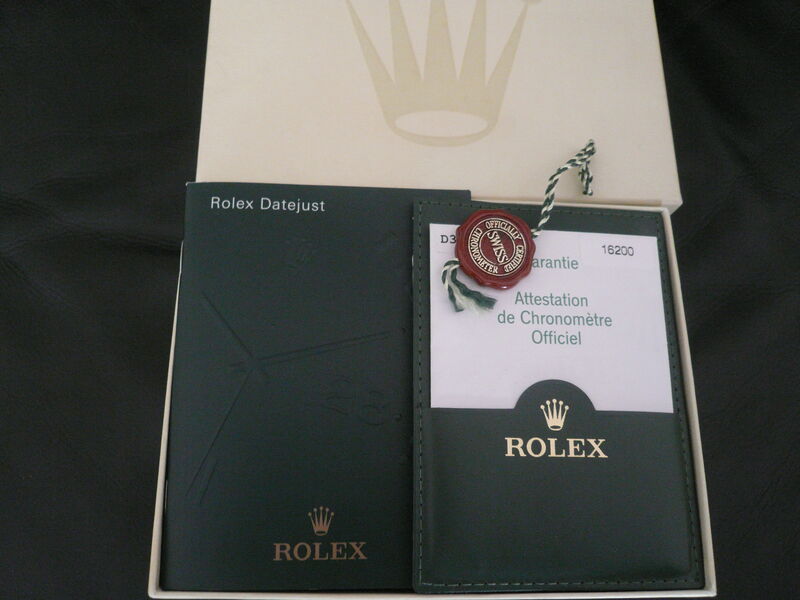 Rolex Datejust
ROLEX
D3
16200
OFFICIALLY CERTIFIED CHRONOMETER
SWISS
arantie
Attestation
de Chronomètre
Officiel
ROLEX